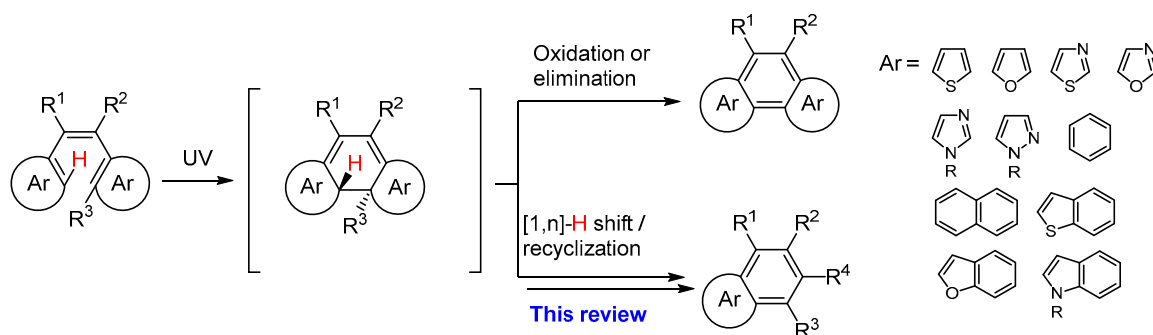 R1 R2
H
Ar Ar
R3
UV
R1 R2
H
Ar Ar
R3
Oxidation or
elimination
R1 R2
Ar Ar
[1,n]-H shift /
recyclization
This review
R1 R2
R4
Ar
R3
Ar =
S O N S N O
N N R N N R
S
O N R